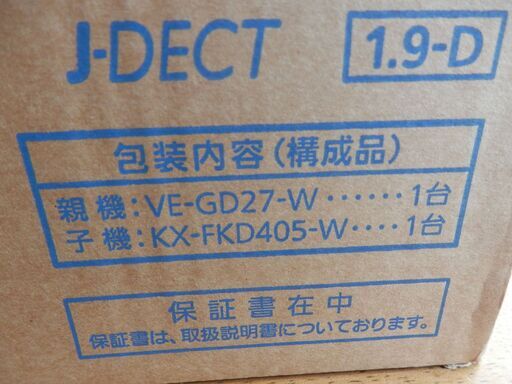 J-DECT 1.9-D
包装内容(構成品)
親機:VE-GD27-W······1台
子機:KX-FKD405-W····1台
保証書在中
保証書は、取扱説明書についております。